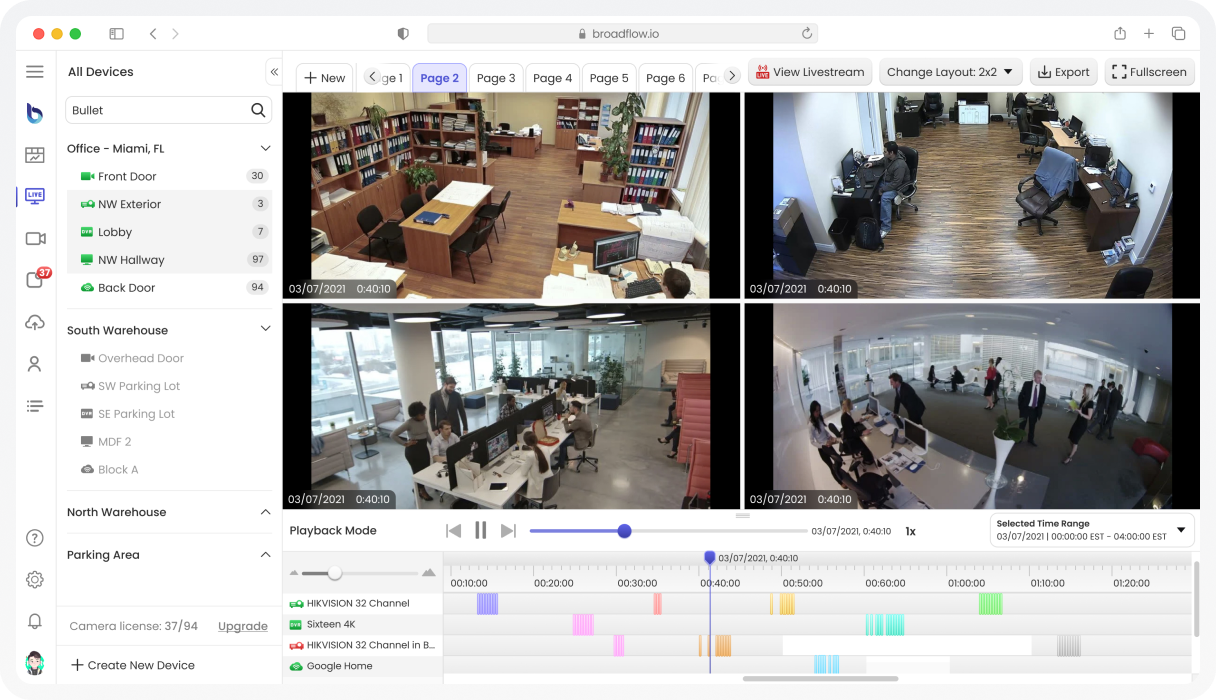 broadflow.io
All Devices
«
Bullet
Office - Miami, FL
Front Door 30
NW Exterior 3
DVR Lobby 7
NW Hallway 97
Back Door 94
South Warehouse
Overhead Door
SW Parking Lot
DVR SE Parking Lot
MDF 2
Block A
North Warehouse
Parking Area
Camera license: 37/94 Upgrade
+ Create New Device
LIVE
37
?
+ New
ge 1
Page 2
Page 3
Page 4
Page 5
Page 6
Pa
LIVE View Livestream
Change Layout: 2x2
Export
Fullscreen
03/07/2021 0:40:10
03/07/2021 0:40:10
03/07/2021 0:40:10
03/07/2021 0:40:10
Playback Mode
03/07/2021, 0:40:10
1x
Selected Time Range
03/07/2021 | 00:00:00 EST - 04:00:00 EST
03/07/2021, 0:40:10
00:10:00 00:20:00 00:30:00 00:40:00 00:50:00 00:60:00 01:00:00 01:10:00 01:20:00
HIKVISION 32 Channel
DVR Sixteen 4K
HIKVISION 32 Channel in B...
Google Home